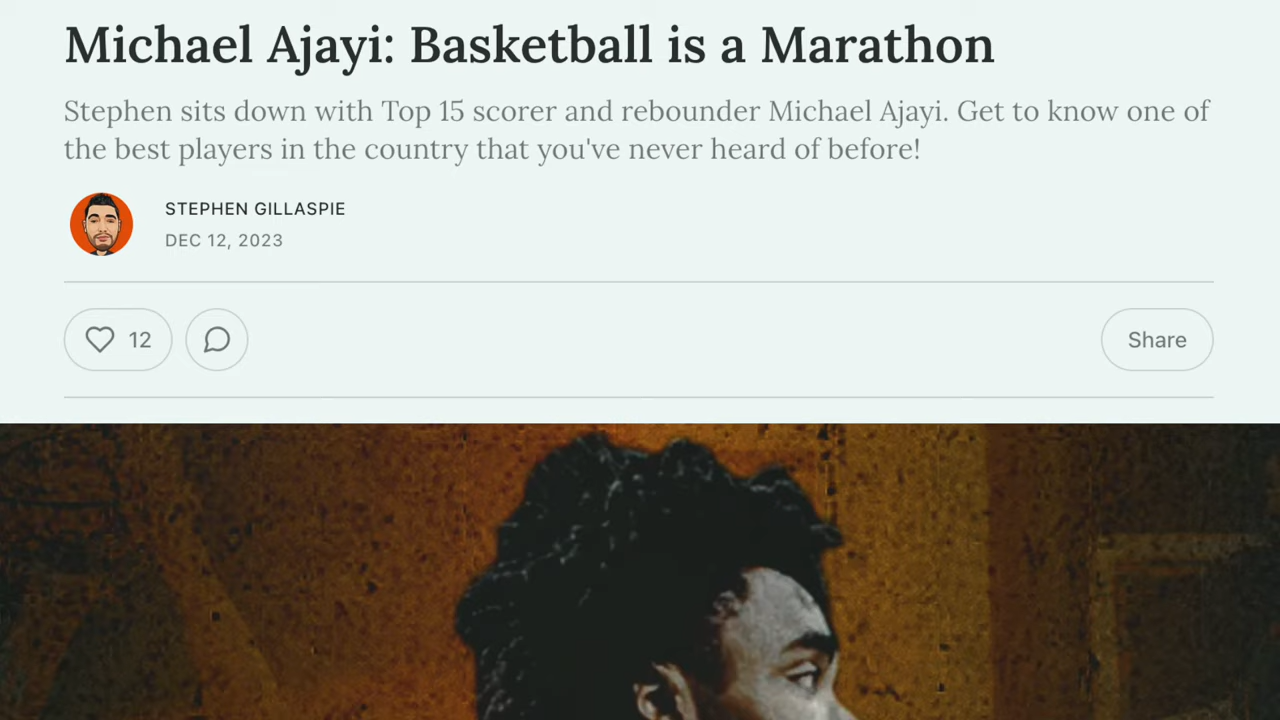 Michael Ajayi: Basketball is a Marathon
Stephen sits down with Top 15 scorer and rebounder Michael Ajayi. Get to know one of
the best players in the country that you've never heard of before!
STEPHEN GILLASPIE
DEC 12, 2023
12
Share